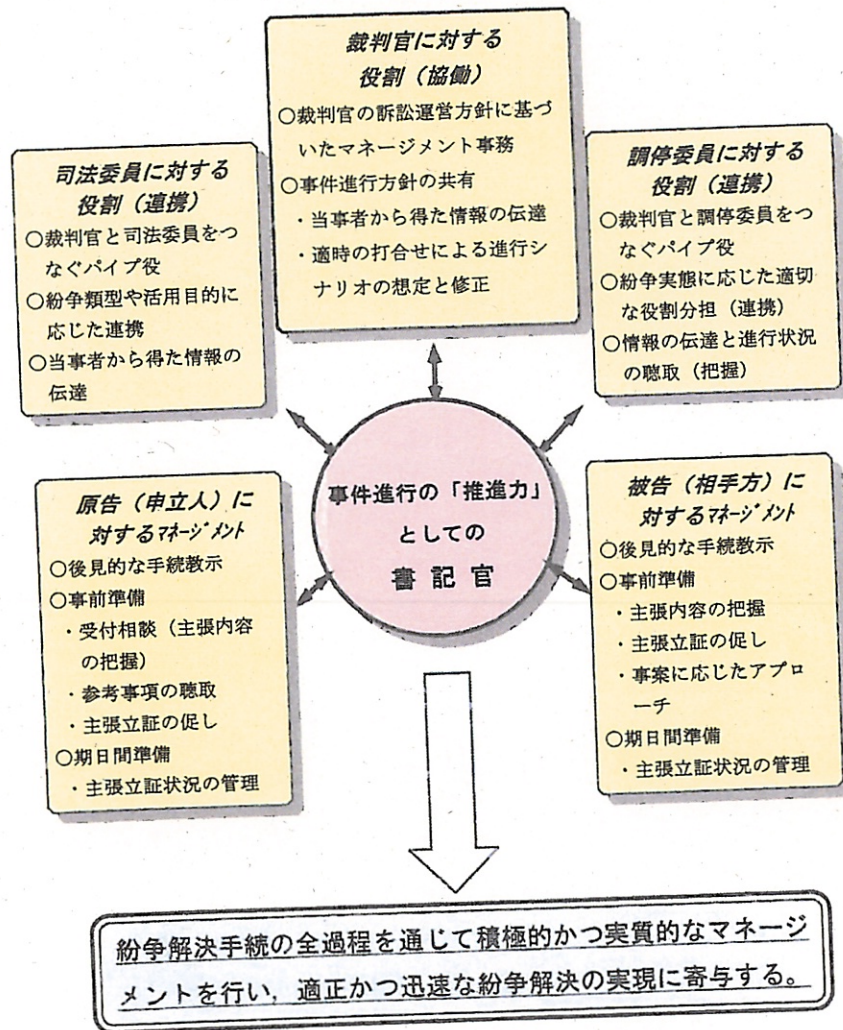 裁判官に対する
役割（協働）
○裁判官の訴訟運営方針に基づ
いたマネージメント事務
○事件進行方針の共有
・当事者から得た情報の伝達
・適時の打合せによる進行シ
ナリオの想定と修正
司法委員に対する
役割（連携）
○裁判官と司法委員をつ
なぐパイプ役
○紛争類型や活用目的に
応じた連携
○当事者から得た情報の
伝達
調停委員に対する
役割（連携）
○裁判官と調停委員をつ
なぐパイプ役
○紛争実態に応じた適切
な役割分担（連携）
○情報の伝達と進行状況
の聴取（把握）
事件進行の「推進力」
としての
書記官
原告（申立人）に
対するﾏﾈｰｼﾞﾒﾝﾄ
○後見的な手続教示
○事前準備
・受付相談（主張内容
の把握）
・参考事項の聴取
・主張立証の促し
○期日間準備
・主張立証状況の管理
被告（相手方）に
対するﾏﾈｰｼﾞﾒﾝﾄ
○後見的な手続教示
○事前準備
・主張内容の把握
・主張立証の促し
・事案に応じたアプロ
ーチ
○期日間準備
・主張立証状況の管理
紛争解決手続の全過程を通じて積極的かつ実質的なマネージ
メントを行い，適正かつ迅速な紛争解決の実現に寄与する。